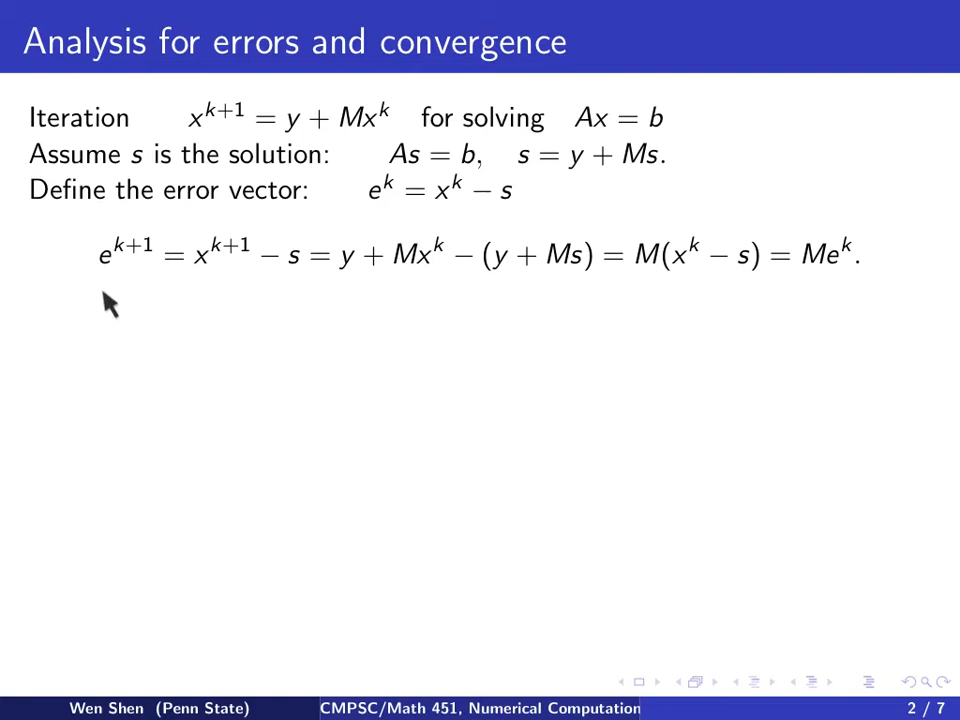 Analysis for errors and convergence
Iteration x^{k+1} = y + Mx^k for solving Ax = b
Assume s is the solution: As = b, s = y + Ms.
Define the error vector: e^k = x^k − s
e^{k+1} = x^{k+1} − s = y + Mx^k − (y + Ms) = M(x^k − s) = Me^k.
Wen Shen (Penn State) CMPSC/Math 451, Numerical Computation 2 / 7